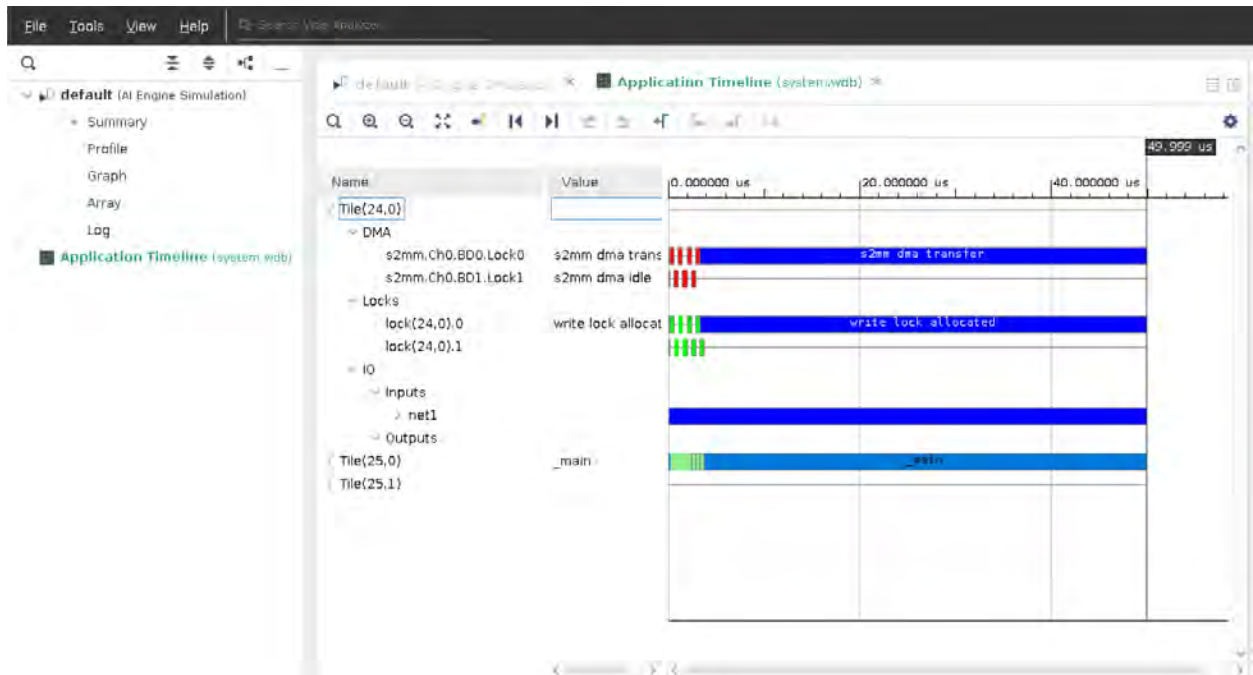 File Tools View Help
default (AI Engine Simulation)
Summary
Profile
Graph
Array
Log
Application Timeline (system.wdb)
default
Application Timeline (system.wdb)
49.999 us
Name Value 0.000000 us 20.000000 us 40.000000 us
Tile(24,0)
DMA
s2mm.Ch0.BD0.Lock0 s2mm dma trans s2mm dma transfer
s2mm.Ch0.BD1.Lock1 s2mm dma idle
Locks
lock(24,0).0 write lock allocat write lock allocated
lock(24,0).1
IO
Inputs
net1
Outputs
Tile(25,0) _main _main
Tile(25,1)